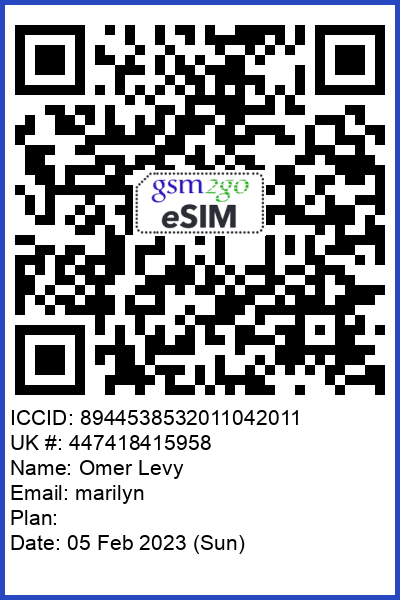 gsm2go
eSIM
ICCID: 8944538532011042011
UK #: 447418415958
Name: Omer Levy
Email: marilyn
Plan:
Date: 05 Feb 2023 (Sun)